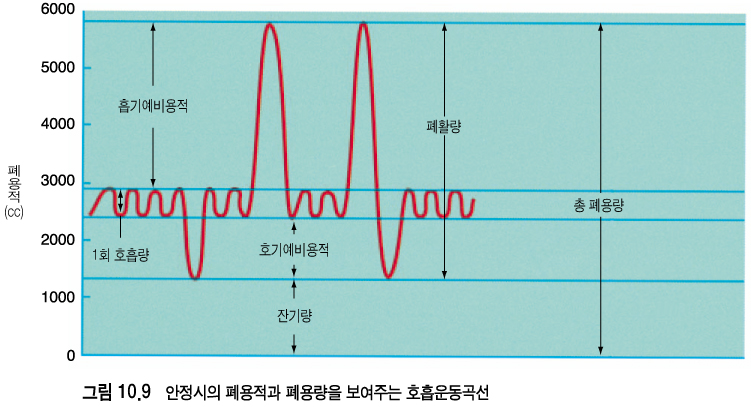 6000
5000
4000
3000
2000
1000
0
폐용적
(CC)
흡기예비용적
폐활량
총 폐용량
1회 호흡량
호기예비용적
잔기량
그림 10.9 안정시의 폐용적과 폐용량을 보여주는 호흡운동곡선